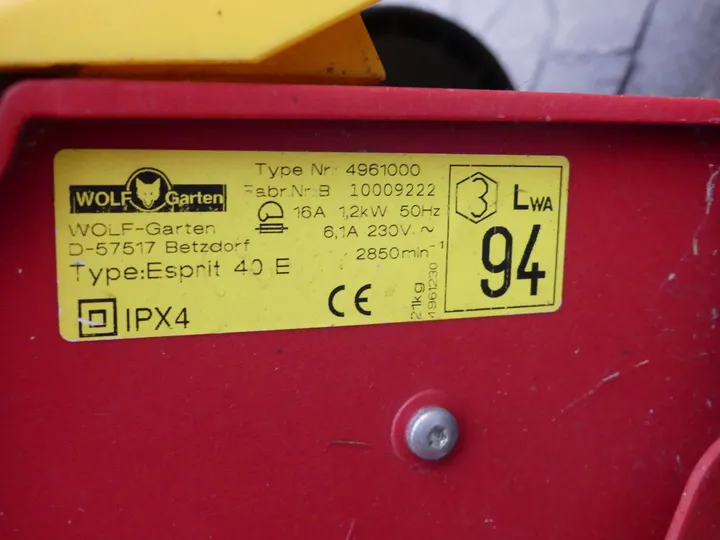 WOLF Garten
WOLF-Garten
D-57517 Betzdorf
Type:Esprit 40 E
IPX4
Type Nr. 4961000
Fabr.Nr.B 10009222
16A 1,2kW 50Hz
6,1A 230V ~
2850min⁻¹
CE
21kg
961230
3 LWA
94